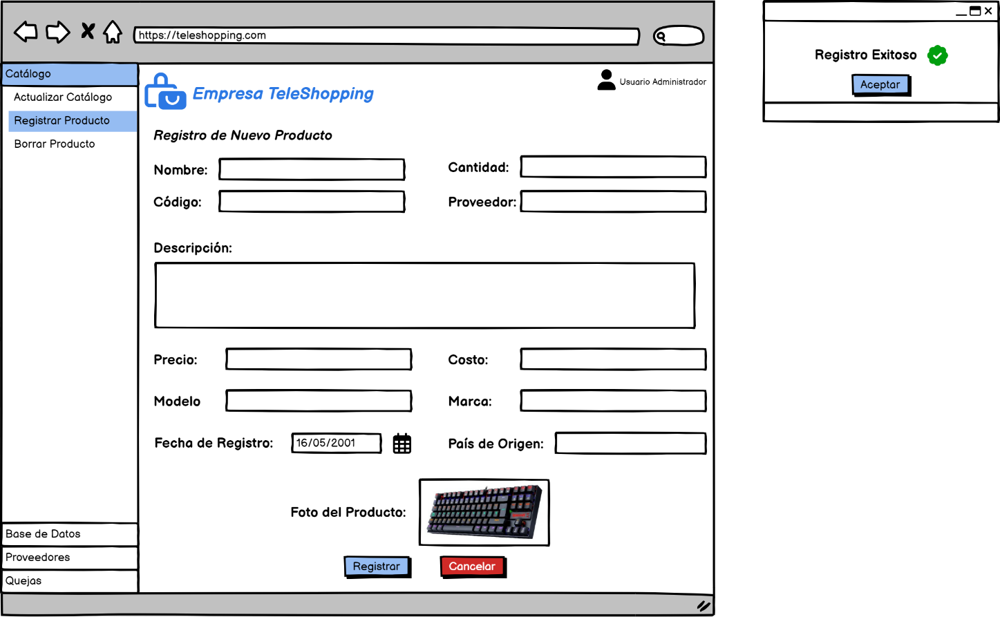 https://teleshopping.com
Catálogo
Actualizar Catálogo
Registrar Producto
Borrar Producto
Base de Datos
Proveedores
Quejas
Empresa TeleShopping
Usuario Administrador
Registro de Nuevo Producto
Nombre:
Cantidad:
Código:
Proveedor:
Descripción:
Precio:
Costo:
Modelo
Marca:
Fecha de Registro: 16/05/2001
País de Origen:
Foto del Producto:
Registrar
Cancelar
Registro Exitoso
Aceptar